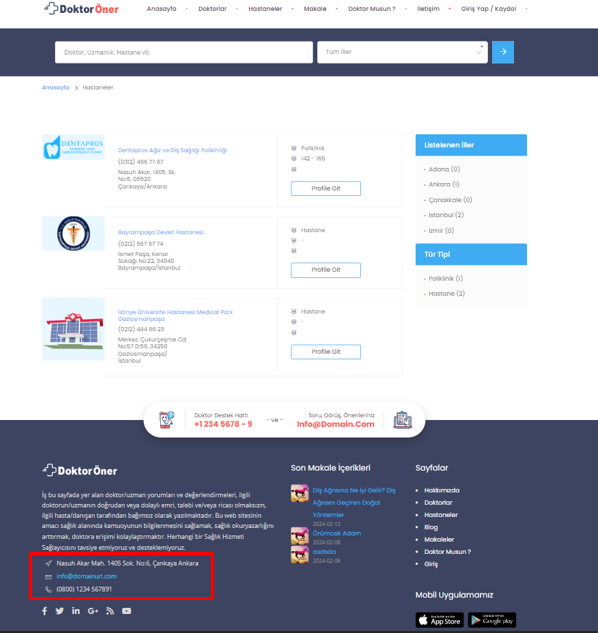 DoktorÖner
Anasayfa - Doktorlar - Hastaneler - Makale - Doktor Musun ? - İletişim - Giriş Yap / Kaydol -
Doktor, Uzmanlık, Hastane vb.
Tüm İller
Anasayfa > Hastaneler
DENTAPROS
Dentapros Ağız ve Diş Sağlığı Polikinliği
(0312) 466 77 67
Nasuh Akar, 1405. Sk.
No:6, 06520
Çankaya/Ankara
Poliklinik
142 - 165
Profile Git
Bayrampaşa Devlet Hastanesi
(0212) 567 67 74
İsmet Paşa, Kenar
Sokağı No:22, 34040
Bayrampaşa/İstanbul
Hastane
-
Profile Git
İstinye Üniversite Hastanesi Medical Park
Gaziosmanpaşa
(0212) 444 66 23
Merkez, Çukurçeşme Cd.
No:57 D:59, 34250
Gaziosmanpaşa/
İstanbul
Hastane
-
Profile Git
Listelenen İller
Adana (0)
Ankara (1)
Çanakkale (0)
İstanbul (2)
İzmir (0)
Tür Tipi
Poliklinik (1)
Hastane (2)
Doktor Destek Hattı
+1 234 5678 - 9
- ve -
Soru, Görüş, Önerileriniz
Info@Domain.Com
DoktorÖner
İş bu sayfada yer alan doktor/uzman yorumları ve değerlendirmeleri, ilgili
doktorun/uzmanın doğrudan veya dolaylı emri, talebi ve/veya ricası olmaksızın,
ilgili hasta/danışan tarafından bağımsız olarak yazılmaktadır. Bu web sitesinin
amacı sağlık alanında kamuoyunun bilgilenmesini sağlamak, sağlık okuryazarlığını
arttırmak, doktora erişimi kolaylaştırmaktır. Herhangi bir Sağlık Hizmeti
Sağlayıcısını tavsiye etmiyoruz ve desteklemiyoruz.
Nasuh Akar Mah. 1405 Sok. No:6, Çankaya Ankara
info@domainurl.com
(0800) 1234 567891
Son Makale İçerikleri
Diş Ağrısına Ne İyi Gelir? Diş
Ağrısını Geçiren Doğal
Yöntemler
2024-02-12
Örümcek Adam
2024-02-08
asdsda
2024-02-08
Sayfalar
Hakkımızda
Doktorlar
Hastaneler
Blog
Makaleler
Doktor Musun ?
Giriş
Mobil Uygulamamız
App Store
Google play